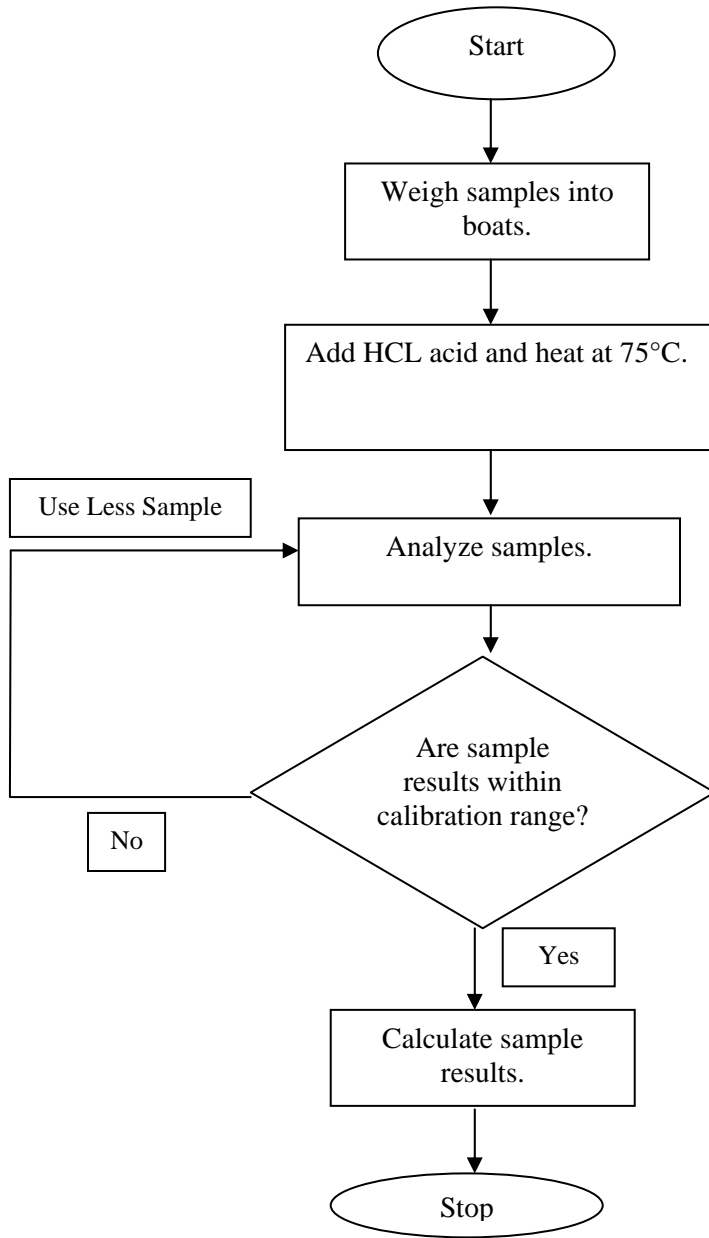 Start
Weigh samples into
boats.
Add HCL acid and heat at 75°C.
Use Less Sample
Analyze samples.
Are sample
results within
calibration range?
No
Yes
Calculate sample
results.
Stop